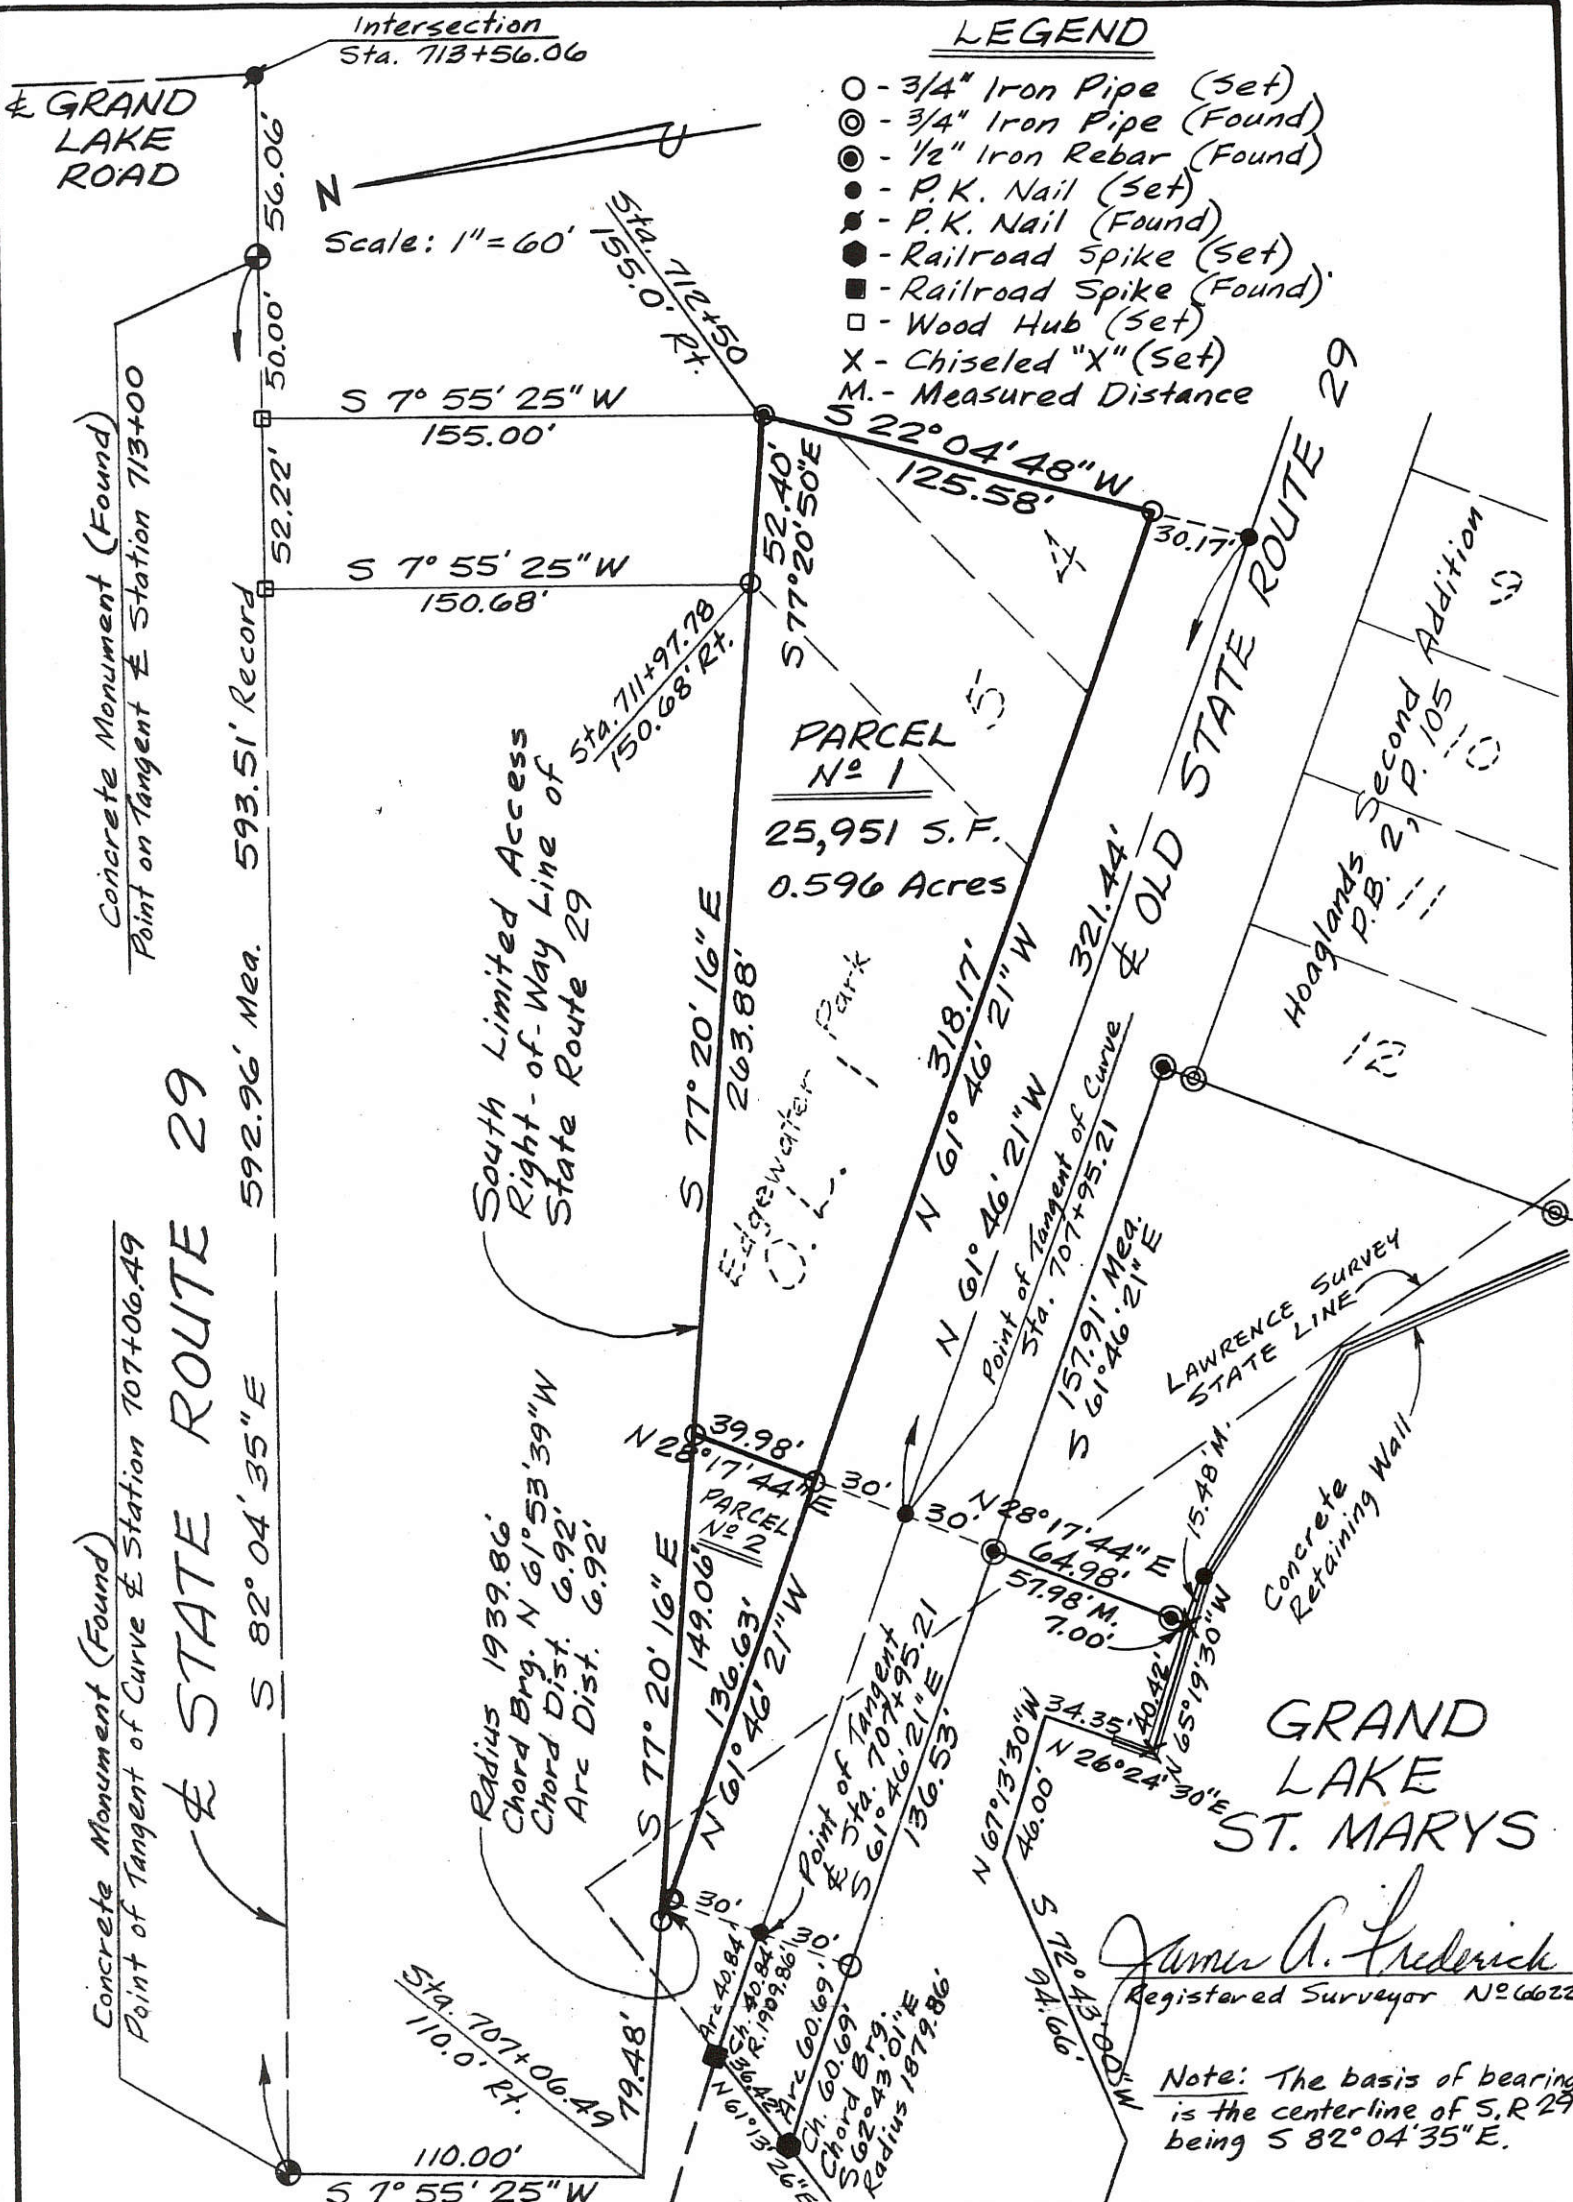 Intersection
Sta. 713+56.06
℄ GRAND
LAKE
ROAD
56.06'
N
Scale: 1"=60'
LEGEND
- 3/4" Iron Pipe (Set)
- 3/4" Iron Pipe (Found)
- 1/2" Iron Rebar (Found)
- P.K. Nail (Set)
- P.K. Nail (Found)
- Railroad Spike (Set)
- Railroad Spike (Found)
- Wood Hub (Set)
X - Chiseled "X" (Set)
M. - Measured Distance
Sta. 712+50
155.0' Rt.
Concrete Monument (Found)
Point on Tangent ℄ Station 713+00
50.00'
S 7° 55' 25" W
155.00'
52.22'
S 7° 55' 25" W
150.68'
52.40'
S 77° 20' 50" E
S 22° 04' 48" W
125.58'
30.17'
4
5
Sta. 711+97.78
150.68' Rt.
PARCEL
Nº 1
25,951 S.F.
0.596 Acres
592.96' Mea. 593.51' Record
S 82° 04' 35" E
℄ STATE ROUTE 29
South Limited Access
Right-of-Way Line of
State Route 29
S 77° 20' 16" E
263.88'
Edgewater Park
O.L. 1
318.17'
N 61° 46' 21" W
321.44'
N 61° 46' 21" W
℄ OLD STATE ROUTE 29
Point of Tangent of Curve
Sta. 707+95.21
Hoaglands Second Addition
P.B. 2, P. 105
9
10
11
12
157.91' Mea.
S 61° 46' 21" E
LAWRENCE SURVEY
STATE LINE
Concrete
Retaining Wall
15.48' M.
39.98'
N 28° 17' 44" E
30'
30'
N 28° 17' 44" E
64.98'
57.98' M.
7.00'
40.42'
N 65° 19' 30" W
34.35'
N 26° 24' 30" E
N 67° 13' 30" W
46.00'
S 72° 43' 00" W
94.66'
PARCEL
Nº 2
S 77° 20' 16" E
149.06'
136.63'
N 61° 46' 21" W
Radius 1939.86'
Chord Brg. N 61° 53' 39" W
Chord Dist. 6.92'
Arc Dist. 6.92'
Point of Tangent
℄ Sta. 707+95.21
S 61° 46' 21" E
136.53'
30'
30'
Arc 40.84'
Ch. 40.84'
R. 1909.86'
36.42'
N 61° 13' 26" E
Arc 60.69'
Ch. 60.69'
Chord Brg.
S 62° 43' 01" E
Radius 1879.86'
Concrete Monument (Found)
Point of Tangent of Curve ℄ Station 707+06.49
Sta. 707+06.49
110.0' Rt.
79.48'
110.00'
S 7° 55' 25" W
GRAND
LAKE
ST. MARYS
James A. Frederick
Registered Surveyor Nº 6622
Note: The basis of bearing
is the centerline of S.R 29
being S 82° 04' 35" E.